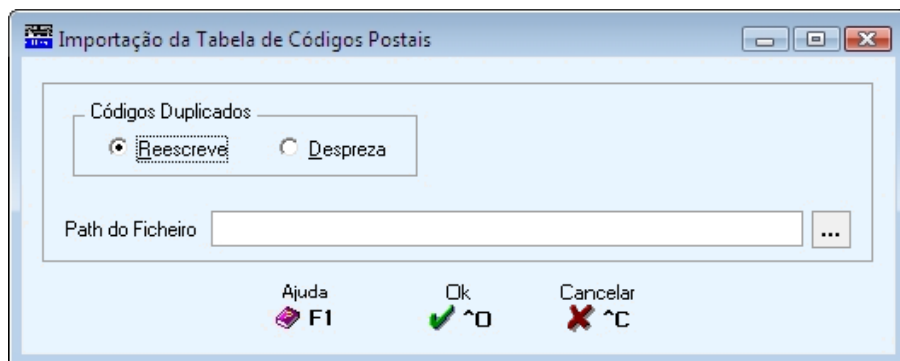 Importação da Tabela de Códigos Postais
Códigos Duplicados
Reescreve Despreza
Path do Ficheiro ...
Ajuda Ok Cancelar
F1 ^O ^C